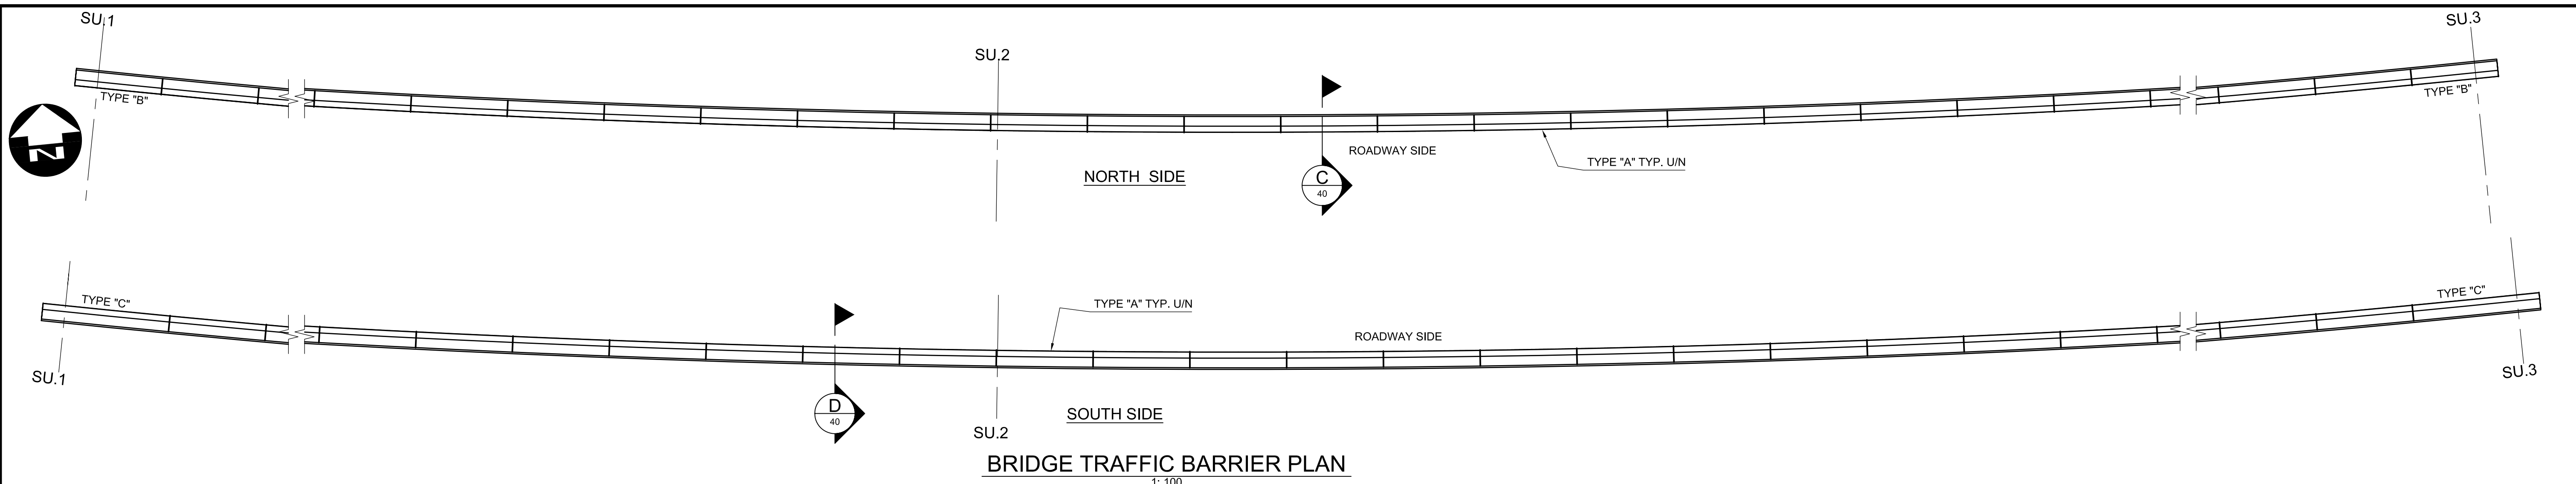 SU.1
SU.2
SU.3
TYPE "B"
TYPE "B"
N
ROADWAY SIDE
TYPE "A" TYP. U/N
NORTH SIDE
C
40
TYPE "C"
TYPE "A" TYP. U/N
TYPE "C"
ROADWAY SIDE
SU.1
D
40
SOUTH SIDE
SU.2
SU.3
BRIDGE TRAFFIC BARRIER PLAN
1: 100